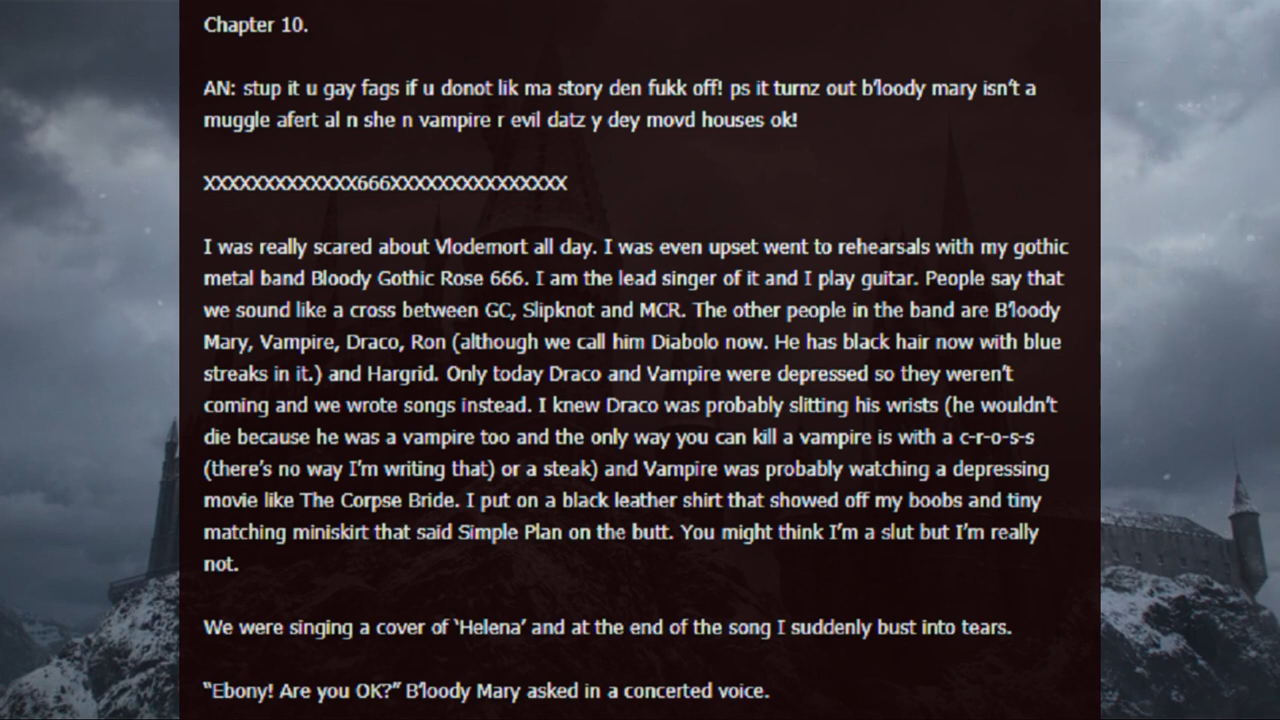 Chapter 10.
AN: stup it u gay fags if u donot lik ma story den fukk off! ps it turnz out b'loody mary isn't a
muggle afert al n she n vampire r evil datz y dey movd houses ok!
XXXXXXXXXXXXX666XXXXXXXXXXXXXXX
I was really scared about Vlodemort all day. I was even upset went to rehearsals with my gothic
metal band Bloody Gothic Rose 666. I am the lead singer of it and I play guitar. People say that
we sound like a cross between GC, Slipknot and MCR. The other people in the band are B'loody
Mary, Vampire, Draco, Ron (although we call him Diabolo now. He has black hair now with blue
streaks in it.) and Hargrid. Only today Draco and Vampire were depressed so they weren't
coming and we wrote songs instead. I knew Draco was probably slitting his wrists (he wouldn't
die because he was a vampire too and the only way you can kill a vampire is with a c-r-o-s-s
(there's no way I'm writing that) or a steak) and Vampire was probably watching a depressing
movie like The Corpse Bride. I put on a black leather shirt that showed off my boobs and tiny
matching miniskirt that said Simple Plan on the butt. You might think I'm a slut but I'm really
not.
We were singing a cover of ‘Helena’ and at the end of the song I suddenly bust into tears.
“Ebony! Are you OK?” B'loody Mary asked in a concerted voice.